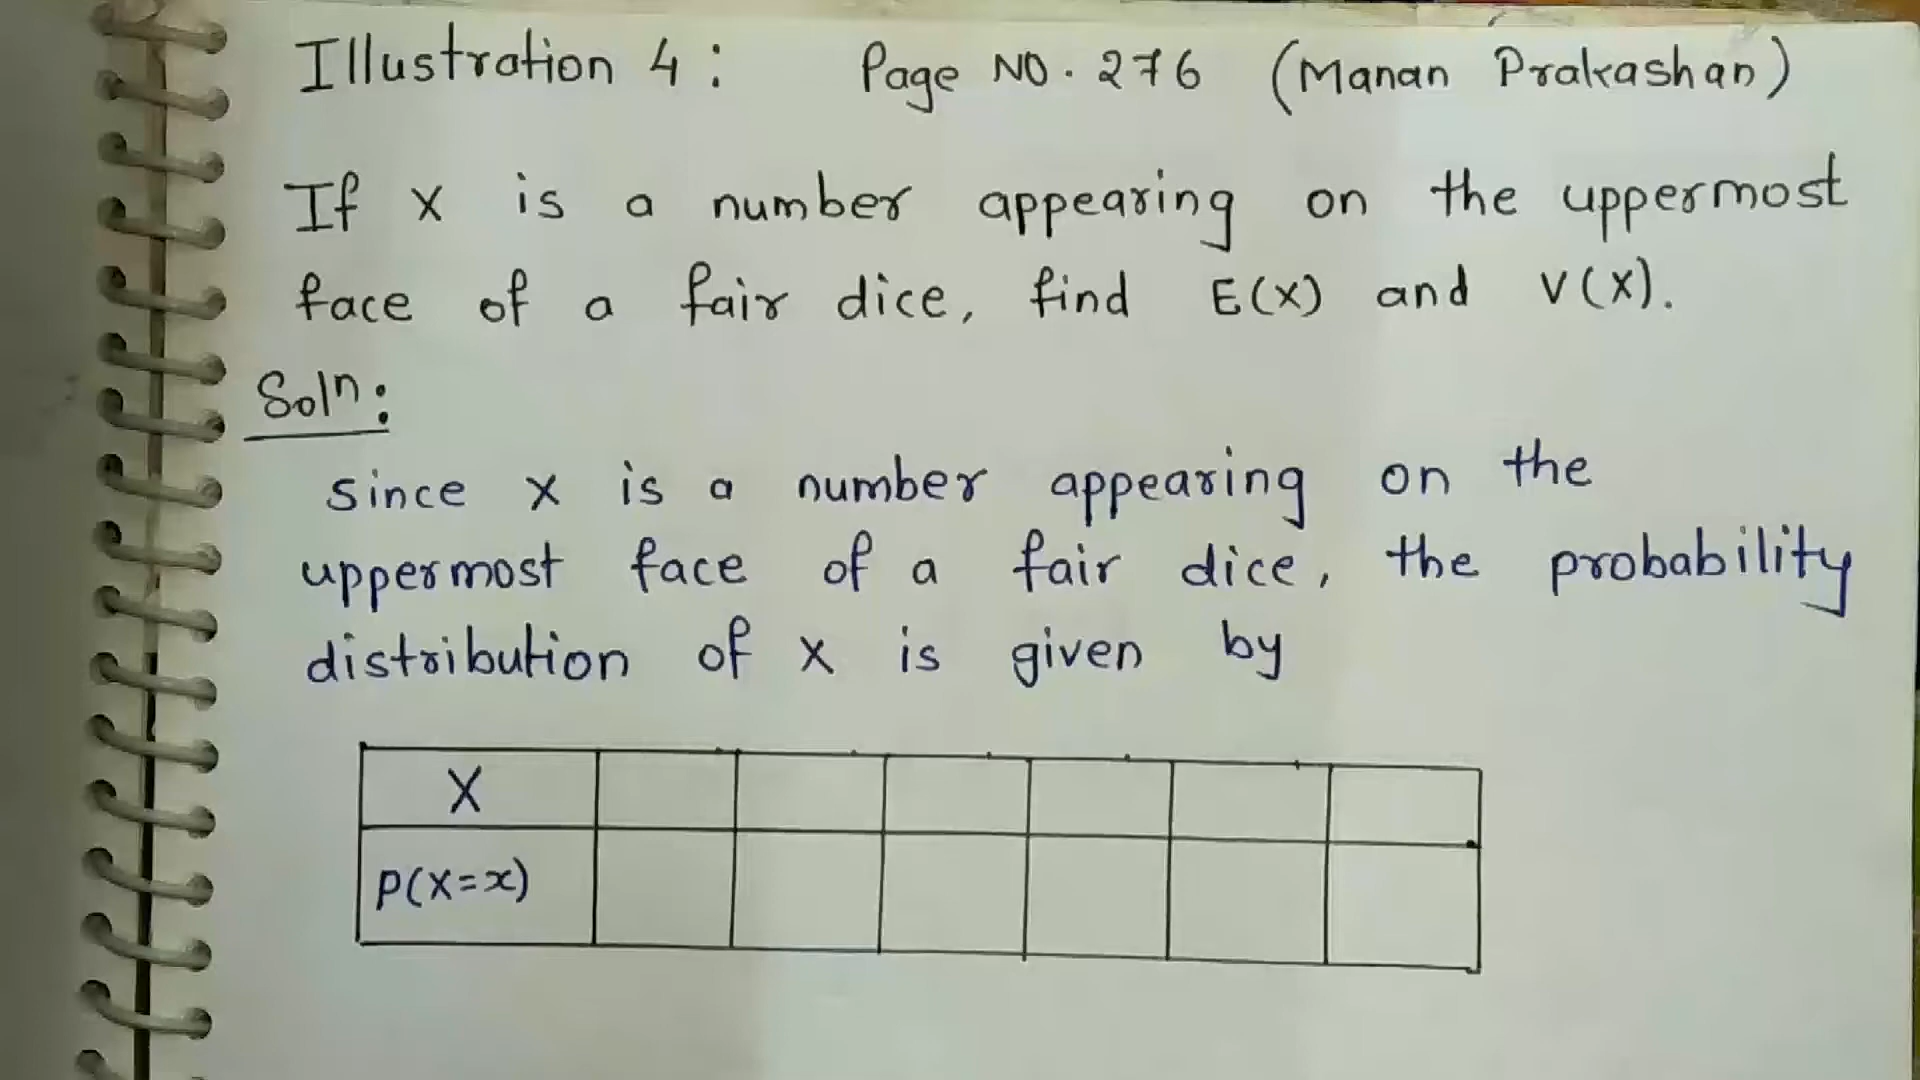 Illustration 4 : Page No. 276 (Manan Prakashan)
If X is a number appearing on the uppermost
face of a fair dice, find E(X) and V(X).
Soln:
since X is a number appearing on the
uppermost face of a fair dice, the probability
distribution of X is given by
X
P(X=x)